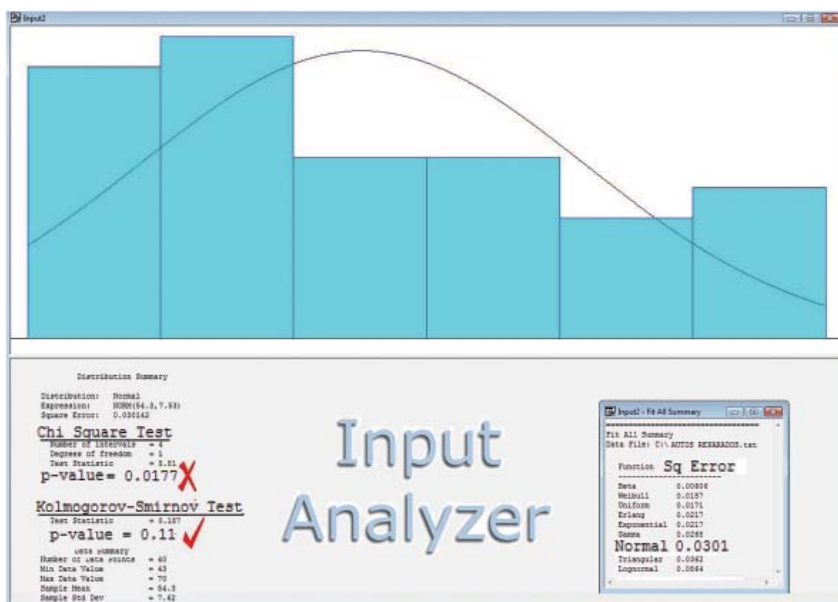 Input2
Distribution Summary
Distribution: Normal
Expression: NORM(54.3,7.53)
Square Error: 0.030142
Chi Square Test
Number of Intervals = 4
Degrees of freedom = 1
Test Statistic = 5.81
p-value = 0.0177
Kolmogorov-Smirnov Test
Test Statistic = 0.187
p-value = 0.11
Data Summary
Number of Data Points = 40
Min Data Value = 43
Max Data Value = 70
Sample Mean = 54.3
Sample Std Dev = 7.62
Input
Analyzer
Input2 - Fit All Summary
Fit All Summary
Data File: C:\AUTOS REPARADOS.txt
Function Sq Error
Beta 0.00808
Weibull 0.0157
Uniform 0.0171
Erlang 0.0217
Exponential 0.0217
Gamma 0.0268
Normal 0.0301
Triangular 0.0362
Lognormal 0.0564